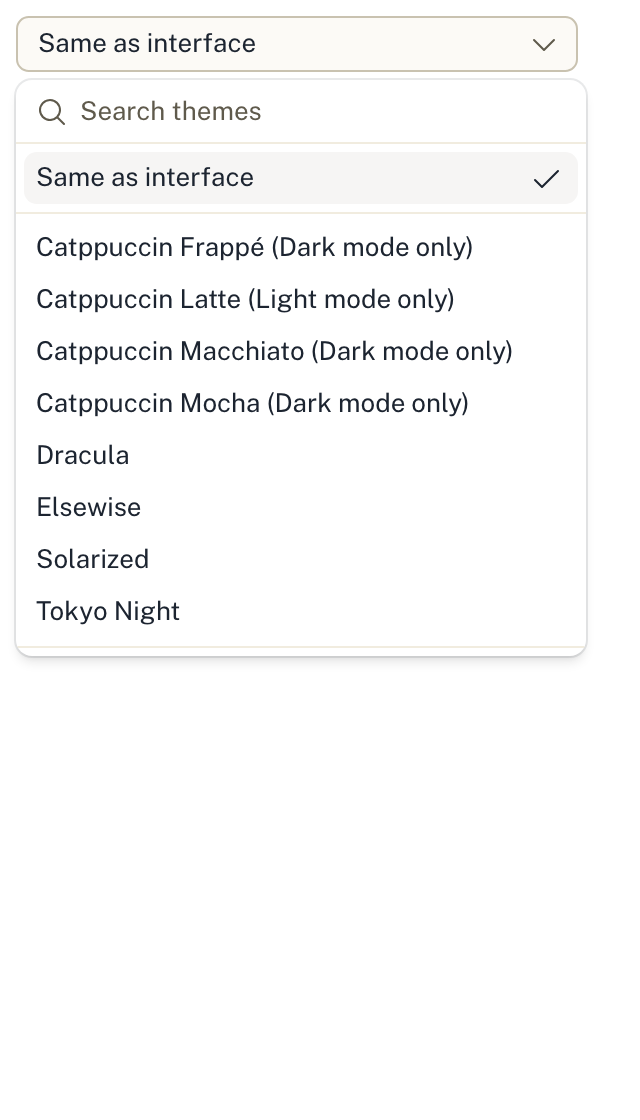 Same as interface
Search themes
Same as interface
Catppuccin Frappé (Dark mode only)
Catppuccin Latte (Light mode only)
Catppuccin Macchiato (Dark mode only)
Catppuccin Mocha (Dark mode only)
Dracula
Elsewise
Solarized
Tokyo Night